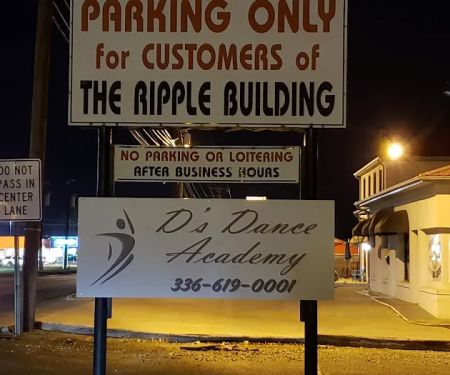 PARKING ONLY
for CUSTOMERS of
THE RIPPLE BUILDING
NO PARKING OR LOITERING
AFTER BUSINESS HOURS
DO NOT
PASS IN
CENTER
LANE
D's Dance
Academy
336-619-0001